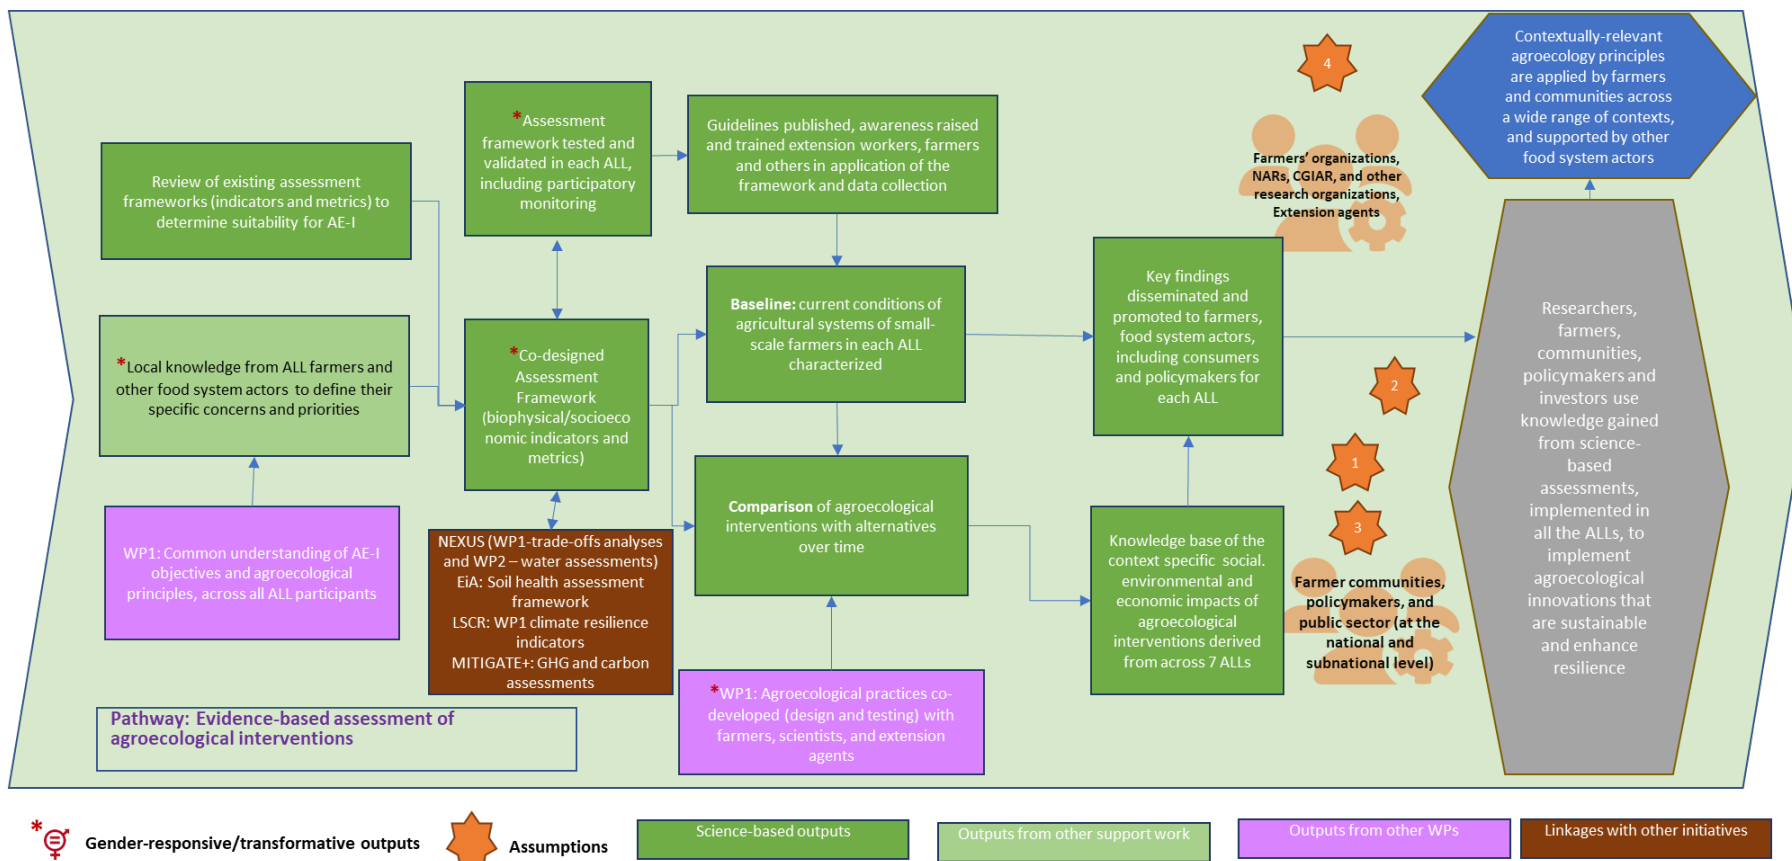 Review of existing assessment
frameworks (indicators and metrics) to
determine suitability for AE-I
*Local knowledge from ALL farmers and
other food system actors to define their
specific concerns and priorities
WP1: Common understanding of AE-I
objectives and agroecological
principles, across all ALL participants
Pathway: Evidence-based assessment of
agroecological interventions
*Assessment
framework tested and
validated in each ALL,
including participatory
monitoring
*Co-designed
Assessment
Framework
(biophysical/socioeco
nomic indicators and
metrics)
NEXUS (WP1-trade-offs analyses
and WP2 – water assessments)
EiA: Soil health assessment
framework
LSCR: WP1 climate resilience
indicators
MITIGATE+: GHG and carbon
assessments
Guidelines published, awareness raised
and trained extension workers, farmers
and others in application of the
framework and data collection
Baseline: current conditions of
agricultural systems of small-
scale farmers in each ALL
characterized
Comparison of agroecological
interventions with alternatives
over time
*WP1: Agroecological practices co-
developed (design and testing) with
farmers, scientists, and extension
agents
Key findings
disseminated and
promoted to farmers,
food system actors,
including consumers
and policymakers for
each ALL
Knowledge base of the
context specific social.
environmental and
economic impacts of
agroecological
interventions derived
from across 7 ALLs
4
Farmers’ organizations,
NARs, CGIAR, and other
research organizations,
Extension agents
2
1
3
Farmer communities,
policymakers, and
public sector (at the
national and
subnational level)
Contextually-relevant
agroecology principles
are applied by farmers
and communities across
a wide range of contexts,
and supported by other
food system actors
Researchers,
farmers,
communities,
policymakers and
investors use
knowledge gained
from science-
based
assessments,
implemented in
all the ALLs, to
implement
agroecological
innovations that
are sustainable
and enhance
resilience
* Gender-responsive/transformative outputs
Assumptions
Science-based outputs
Outputs from other support work
Outputs from other WPs
Linkages with other initiatives